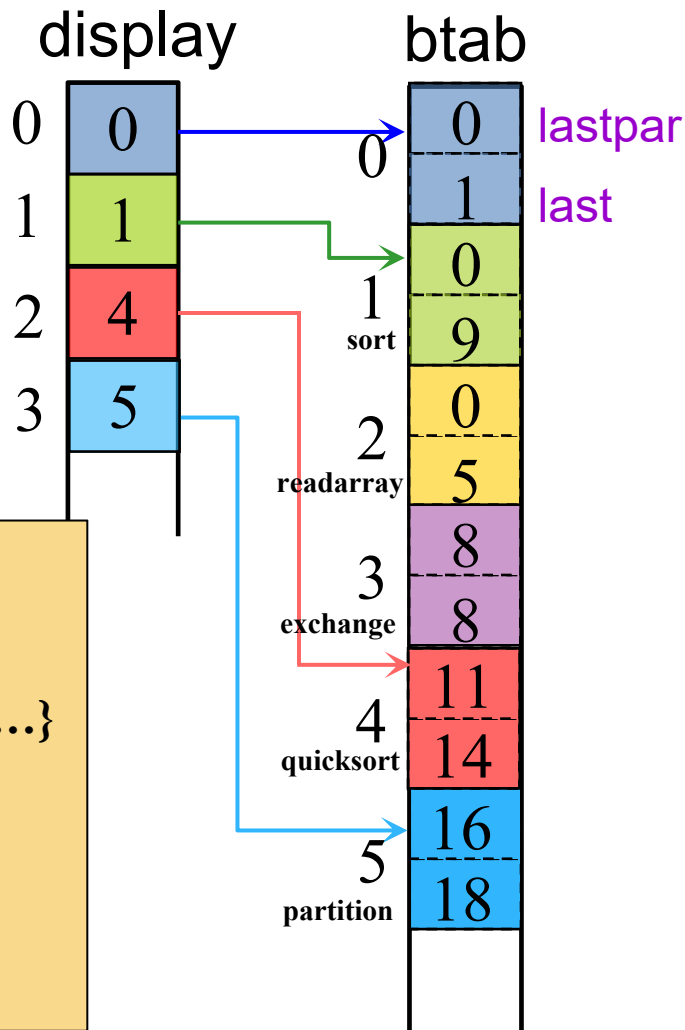 display btab
0 0 0 lastpar
0
1 1 1 last
0
2 4 1
sort 9
3 5 0
2
readarray 5
8
3
exchange 8
11
…}
4
quicksort 14
16
5
partition 18